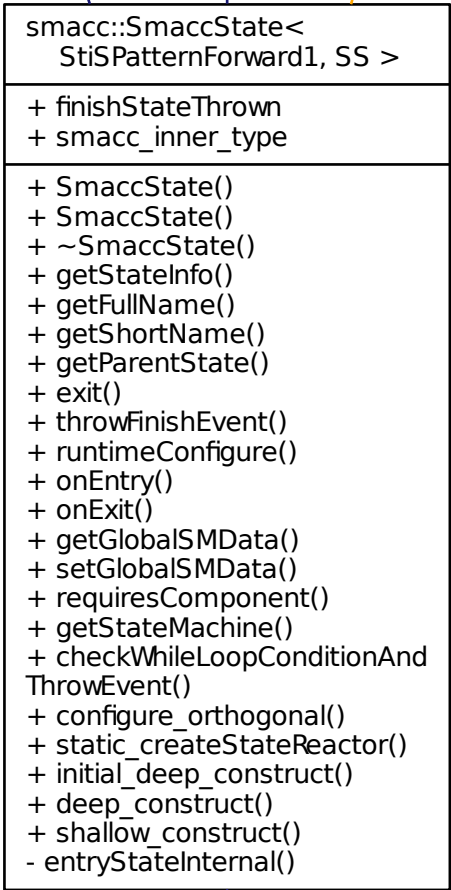 smacc::SmaccState<
StiSPatternForward1, SS >
+ finishStateThrown
+ smacc_inner_type
+ SmaccState()
+ SmaccState()
+ ~SmaccState()
+ getStateInfo()
+ getFullName()
+ getShortName()
+ getParentState()
+ exit()
+ throwFinishEvent()
+ runtimeConfigure()
+ onEntry()
+ onExit()
+ getGlobalSMData()
+ setGlobalSMData()
+ requiresComponent()
+ getStateMachine()
+ checkWhileLoopConditionAnd
ThrowEvent()
+ configure_orthogonal()
+ static_createStateReactor()
+ initial_deep_construct()
+ deep_construct()
+ shallow_construct()
- entryStateInternal()